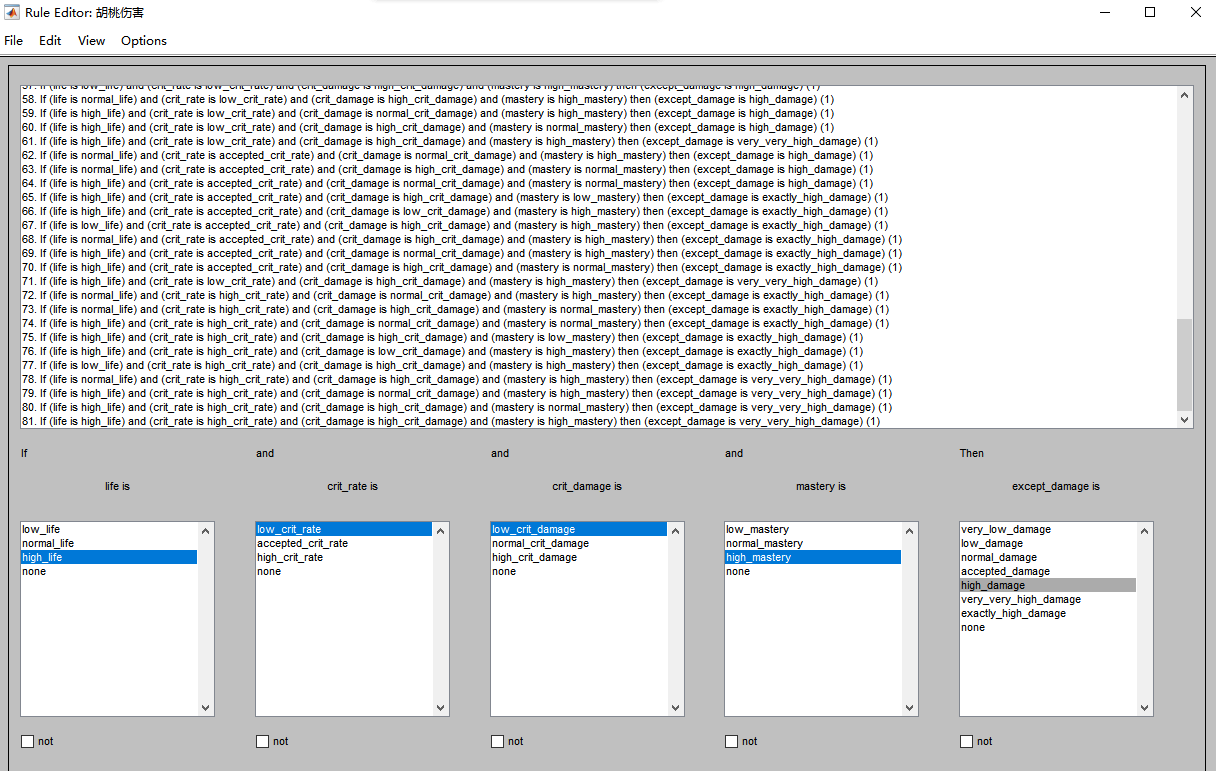 Rule Editor: 胡桃伤害
File Edit View Options
57. If (life is low_life) and (crit_rate is low_crit_rate) and (crit_damage is high_crit_damage) and (mastery is high_mastery) then (except_damage is high_damage) (1)
58. If (life is normal_life) and (crit_rate is low_crit_rate) and (crit_damage is high_crit_damage) and (mastery is high_mastery) then (except_damage is high_damage) (1)
59. If (life is high_life) and (crit_rate is low_crit_rate) and (crit_damage is normal_crit_damage) and (mastery is high_mastery) then (except_damage is high_damage) (1)
60. If (life is high_life) and (crit_rate is low_crit_rate) and (crit_damage is high_crit_damage) and (mastery is normal_mastery) then (except_damage is high_damage) (1)
61. If (life is high_life) and (crit_rate is low_crit_rate) and (crit_damage is high_crit_damage) and (mastery is high_mastery) then (except_damage is very_very_high_damage) (1)
62. If (life is normal_life) and (crit_rate is accepted_crit_rate) and (crit_damage is normal_crit_damage) and (mastery is high_mastery) then (except_damage is high_damage) (1)
63. If (life is normal_life) and (crit_rate is accepted_crit_rate) and (crit_damage is high_crit_damage) and (mastery is normal_mastery) then (except_damage is high_damage) (1)
64. If (life is high_life) and (crit_rate is accepted_crit_rate) and (crit_damage is normal_crit_damage) and (mastery is normal_mastery) then (except_damage is high_damage) (1)
65. If (life is high_life) and (crit_rate is accepted_crit_rate) and (crit_damage is high_crit_damage) and (mastery is low_mastery) then (except_damage is exactly_high_damage) (1)
66. If (life is high_life) and (crit_rate is accepted_crit_rate) and (crit_damage is low_crit_damage) and (mastery is high_mastery) then (except_damage is exactly_high_damage) (1)
67. If (life is low_life) and (crit_rate is accepted_crit_rate) and (crit_damage is high_crit_damage) and (mastery is high_mastery) then (except_damage is exactly_high_damage) (1)
68. If (life is normal_life) and (crit_rate is accepted_crit_rate) and (crit_damage is high_crit_damage) and (mastery is high_mastery) then (except_damage is exactly_high_damage) (1)
69. If (life is high_life) and (crit_rate is accepted_crit_rate) and (crit_damage is normal_crit_damage) and (mastery is high_mastery) then (except_damage is exactly_high_damage) (1)
70. If (life is high_life) and (crit_rate is accepted_crit_rate) and (crit_damage is high_crit_damage) and (mastery is normal_mastery) then (except_damage is exactly_high_damage) (1)
71. If (life is high_life) and (crit_rate is low_crit_rate) and (crit_damage is high_crit_damage) and (mastery is high_mastery) then (except_damage is very_very_high_damage) (1)
72. If (life is normal_life) and (crit_rate is high_crit_rate) and (crit_damage is normal_crit_damage) and (mastery is high_mastery) then (except_damage is exactly_high_damage) (1)
73. If (life is normal_life) and (crit_rate is high_crit_rate) and (crit_damage is high_crit_damage) and (mastery is normal_mastery) then (except_damage is exactly_high_damage) (1)
74. If (life is high_life) and (crit_rate is high_crit_rate) and (crit_damage is normal_crit_damage) and (mastery is normal_mastery) then (except_damage is exactly_high_damage) (1)
75. If (life is high_life) and (crit_rate is high_crit_rate) and (crit_damage is high_crit_damage) and (mastery is low_mastery) then (except_damage is exactly_high_damage) (1)
76. If (life is high_life) and (crit_rate is high_crit_rate) and (crit_damage is low_crit_damage) and (mastery is high_mastery) then (except_damage is exactly_high_damage) (1)
77. If (life is low_life) and (crit_rate is high_crit_rate) and (crit_damage is high_crit_damage) and (mastery is high_mastery) then (except_damage is exactly_high_damage) (1)
78. If (life is normal_life) and (crit_rate is high_crit_rate) and (crit_damage is high_crit_damage) and (mastery is high_mastery) then (except_damage is very_very_high_damage) (1)
79. If (life is high_life) and (crit_rate is high_crit_rate) and (crit_damage is normal_crit_damage) and (mastery is high_mastery) then (except_damage is very_very_high_damage) (1)
80. If (life is high_life) and (crit_rate is high_crit_rate) and (crit_damage is high_crit_damage) and (mastery is normal_mastery) then (except_damage is very_very_high_damage) (1)
81. If (life is high_life) and (crit_rate is high_crit_rate) and (crit_damage is high_crit_damage) and (mastery is high_mastery) then (except_damage is very_very_high_damage) (1)
If and and and Then
life is crit_rate is crit_damage is mastery is except_damage is
low_life
normal_life
high_life
none
low_crit_rate
accepted_crit_rate
high_crit_rate
none
low_crit_damage
normal_crit_damage
high_crit_damage
none
low_mastery
normal_mastery
high_mastery
none
very_low_damage
low_damage
normal_damage
accepted_damage
high_damage
very_very_high_damage
exactly_high_damage
none
not not not not not